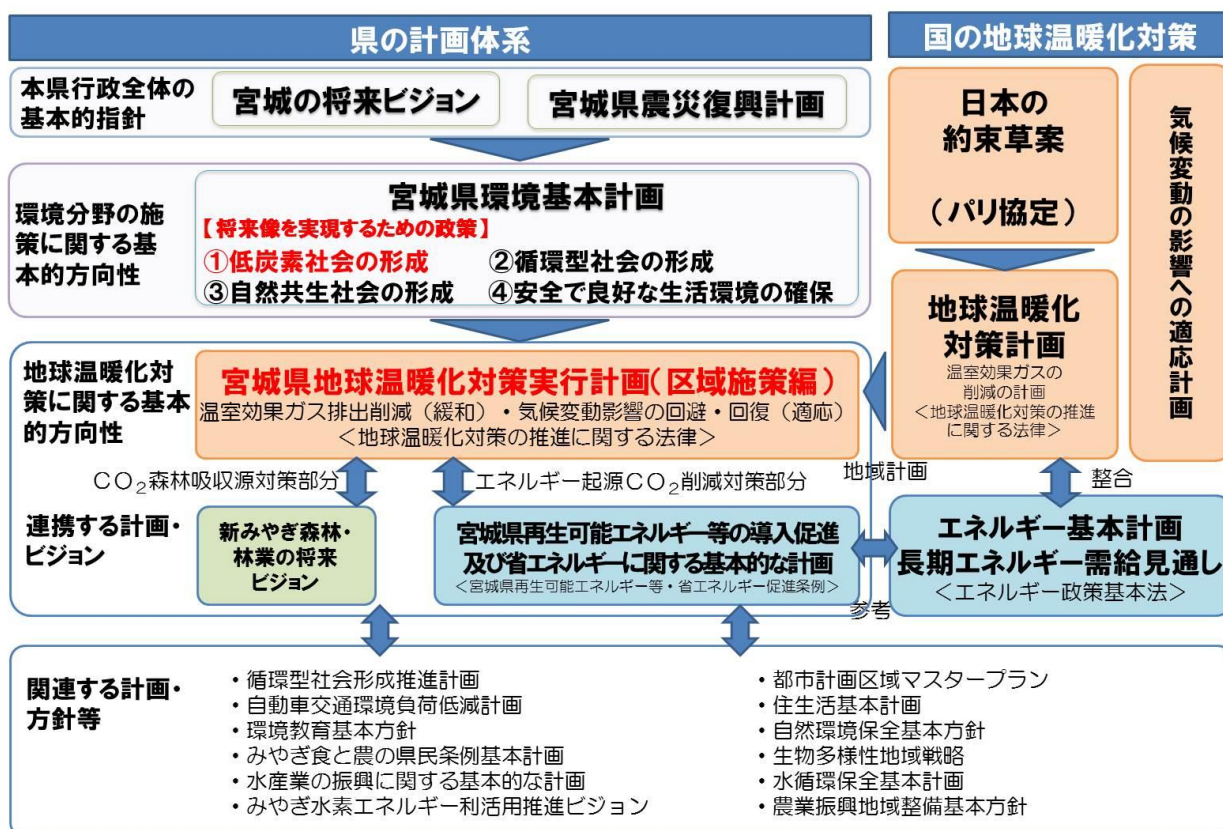 県の計画体系
国の地球温暖化対策
本県行政全体の
基本的指針
宮城の将来ビジョン
宮城県震災復興計画
環境分野の施
策に関する基
本的方向性
宮城県環境基本計画
【将来像を実現するための政策】
①低炭素社会の形成 ②循環型社会の形成
③自然共生社会の形成 ④安全で良好な生活環境の確保
地球温暖化対
策に関する基本
的方向性
宮城県地球温暖化対策実行計画(区域施策編)
温室効果ガス排出削減(緩和)・気候変動影響の回避・回復(適応)
<地球温暖化対策の推進に関する法律>
CO₂森林吸収源対策部分
エネルギー起源CO₂削減対策部分
連携する計画・
ビジョン
新みやぎ森林・
林業の将来
ビジョン
宮城県再生可能エネルギー等の導入促進
及び省エネルギーに関する基本的な計画
<宮城県再生可能エネルギー等・省エネルギー促進条例>
関連する計画・
方針等
・循環型社会形成推進計画
・自動車交通環境負荷低減計画
・環境教育基本方針
・みやぎ食と農の県民条例基本計画
・水産業の振興に関する基本的な計画
・みやぎ水素エネルギー利活用推進ビジョン
・都市計画区域マスタープラン
・住生活基本計画
・自然環境保全基本方針
・生物多様性地域戦略
・水循環保全基本計画
・農業振興地域整備基本方針
日本の
約束草案
(パリ協定)
地球温暖化
対策計画
温室効果ガスの
削減の計画
<地球温暖化対策の推進
に関する法律>
気候変動の影響への適応計画
地域計画
整合
エネルギー基本計画
長期エネルギー需給見通し
<エネルギー政策基本法>
参考